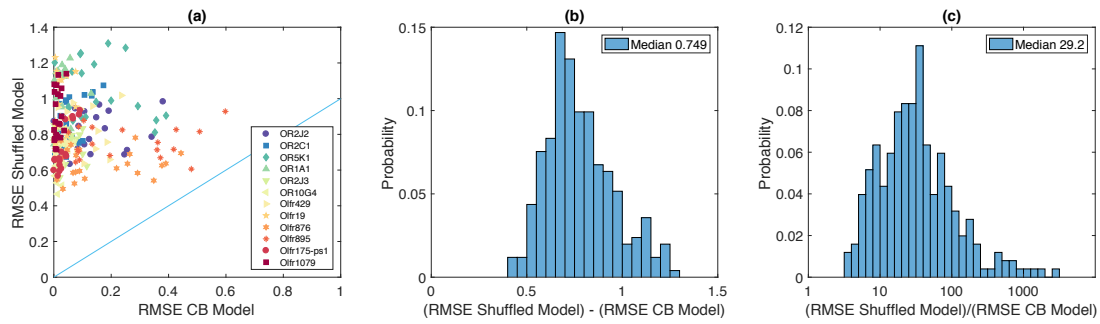 (a)
1.4
1.2
1
0.8
0.6
0.4
0.2
0
RMSE Shuffled Model
0
0.2
0.4
0.6
0.8
1
RMSE CB Model
OR2J2
OR2C1
OR5K1
OR1A1
OR2J3
OR10G4
Olfr429
Olfr19
Olfr876
Olfr895
Olfr175-ps1
Olfr1079
(b)
Median 0.749
0.15
0.1
0.05
0
Probability
0
0.5
1
1.5
(RMSE Shuffled Model) - (RMSE CB Model)
(c)
Median 29.2
0.12
0.1
0.08
0.06
0.04
0.02
0
Probability
1
10
100
1000
(RMSE Shuffled Model)/(RMSE CB Model)